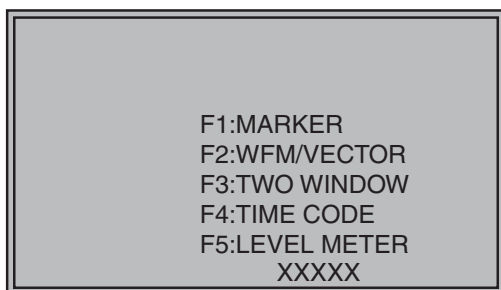 F1:MARKER
F2:WFM/VECTOR
F3:TWO WINDOW
F4:TIME CODE
F5:LEVEL METER
XXXXX